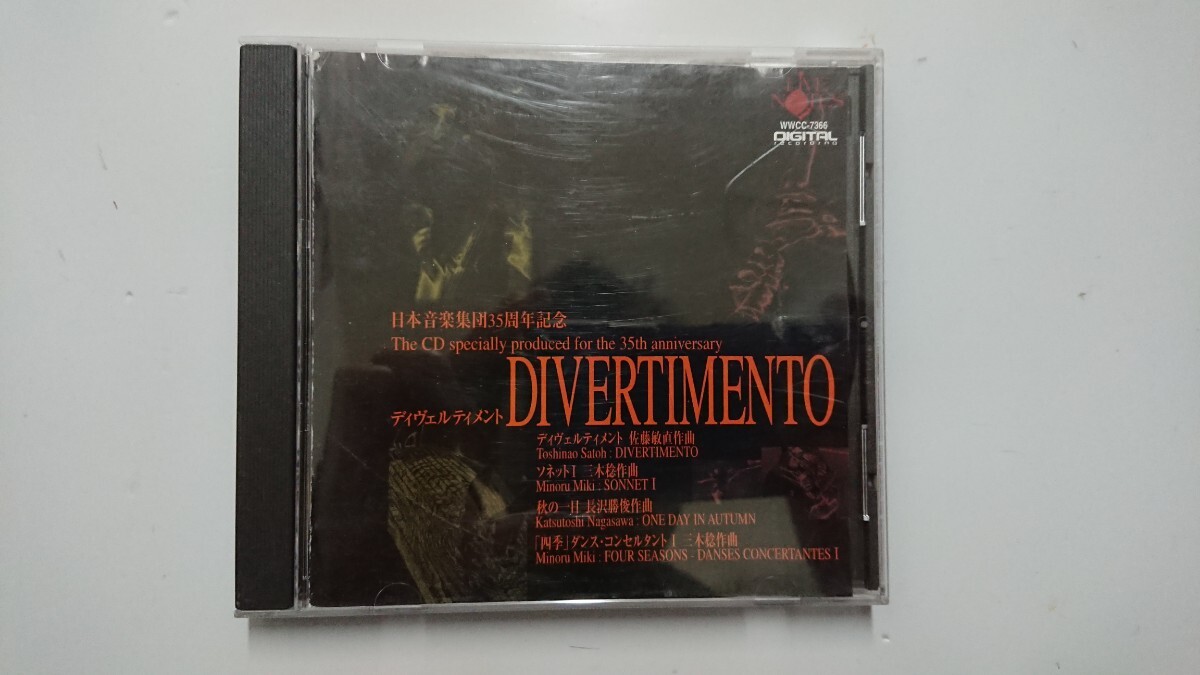 WWCC-7366
DIGITAL
recording
日本音楽集団35周年記念
The CD specially produced for the 35th anniversary
ディヴェルティメント DIVERTIMENTO
ディヴェルティメント 佐藤敏直作曲
Toshinao Satoh : DIVERTIMENTO
ソネットⅠ 三木稔作曲
Minoru Miki : SONNET Ⅰ
秋の一日 長沢勝俊作曲
Katsutoshi Nagasawa : ONE DAY IN AUTUMN
「四季」ダンス・コンセルタントⅠ 三木稔作曲
Minoru Miki : FOUR SEASONS - DANSES CONCERTANTES Ⅰ